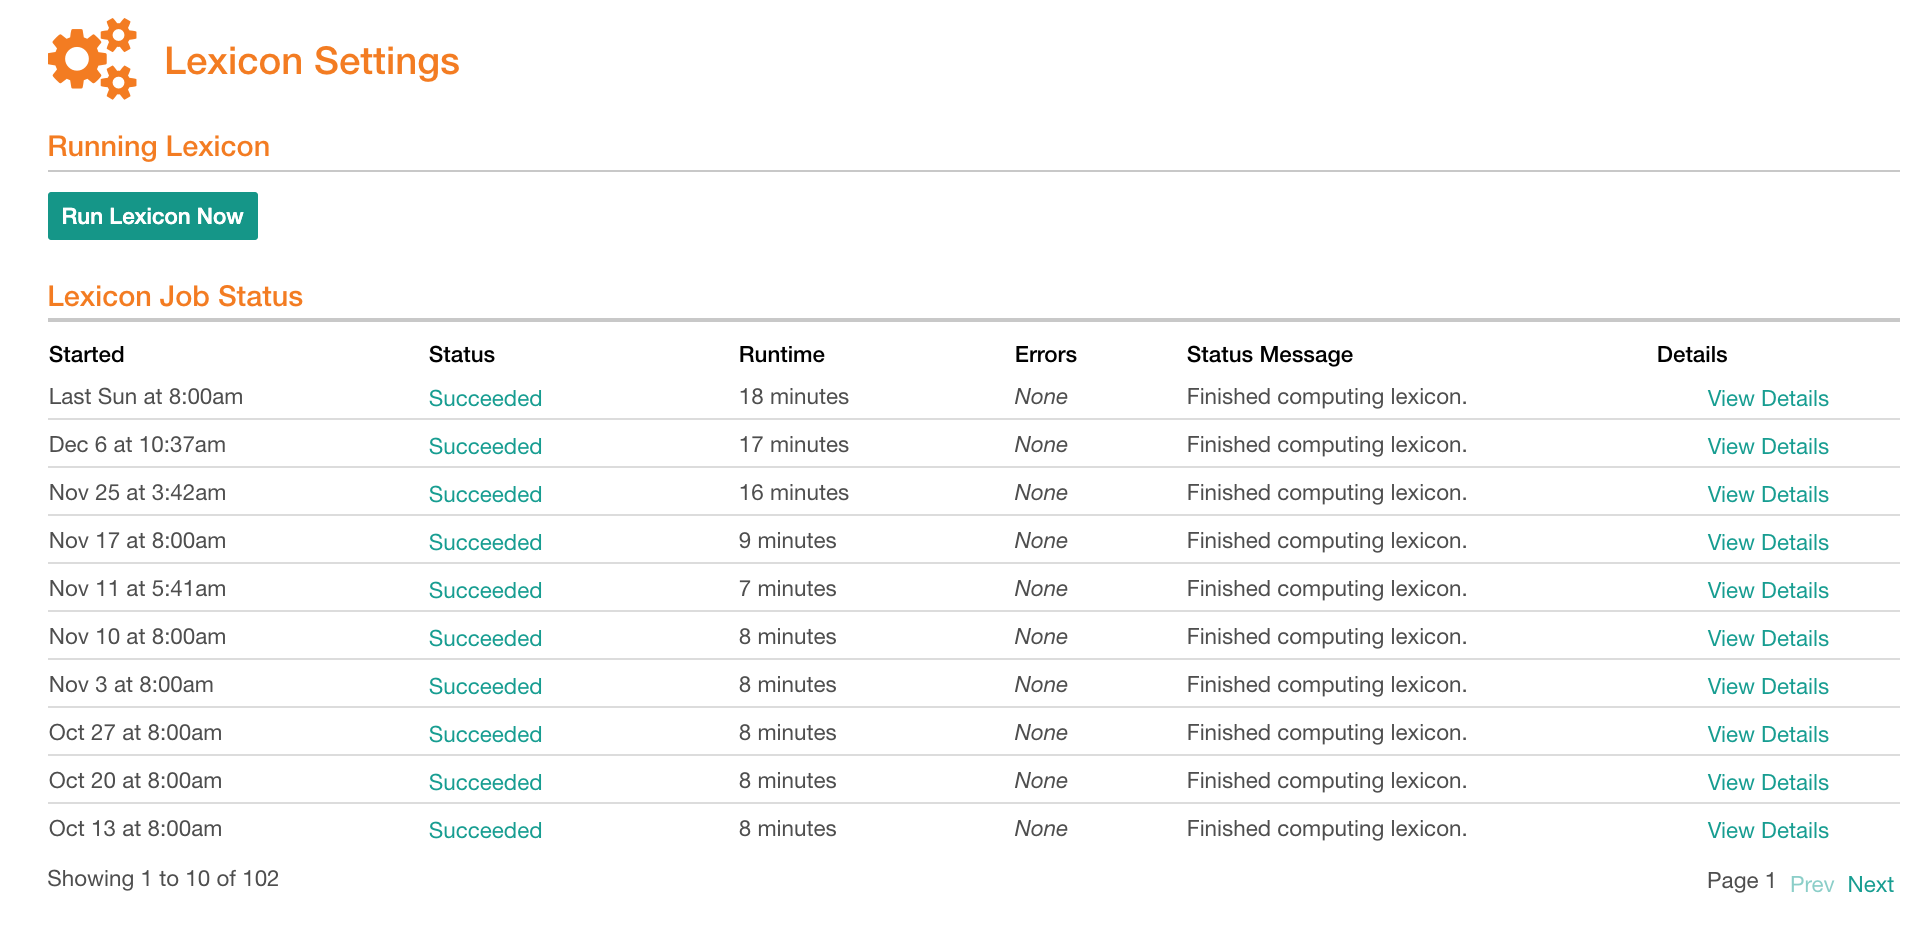 Lexicon Settings
Running Lexicon
Run Lexicon Now
Lexicon Job Status
Started Status Runtime Errors Status Message Details
Last Sun at 8:00am Succeeded 18 minutes None Finished computing lexicon. View Details
Dec 6 at 10:37am Succeeded 17 minutes None Finished computing lexicon. View Details
Nov 25 at 3:42am Succeeded 16 minutes None Finished computing lexicon. View Details
Nov 17 at 8:00am Succeeded 9 minutes None Finished computing lexicon. View Details
Nov 11 at 5:41am Succeeded 7 minutes None Finished computing lexicon. View Details
Nov 10 at 8:00am Succeeded 8 minutes None Finished computing lexicon. View Details
Nov 3 at 8:00am Succeeded 8 minutes None Finished computing lexicon. View Details
Oct 27 at 8:00am Succeeded 8 minutes None Finished computing lexicon. View Details
Oct 20 at 8:00am Succeeded 8 minutes None Finished computing lexicon. View Details
Oct 13 at 8:00am Succeeded 8 minutes None Finished computing lexicon. View Details
Showing 1 to 10 of 102 Page 1 Prev Next